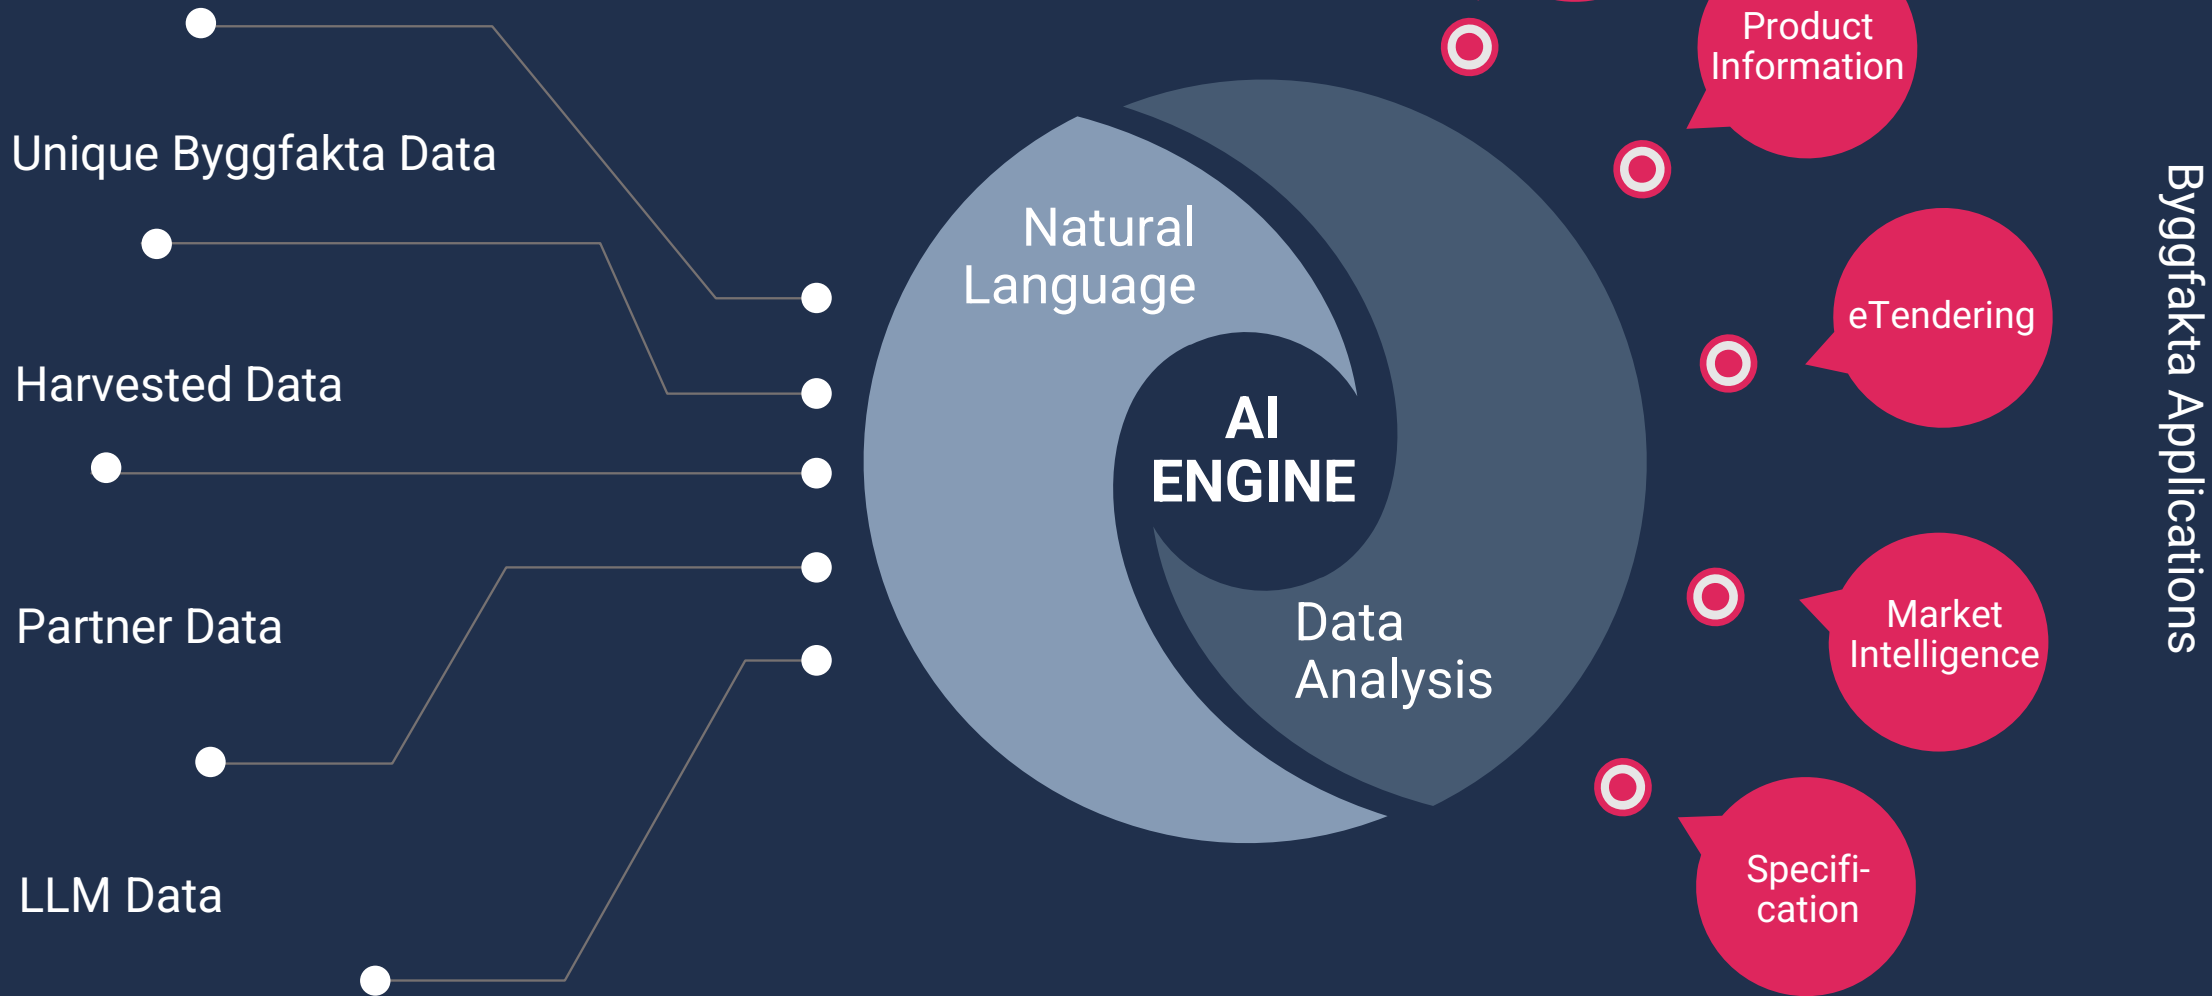 Unique Byggfakta Data
Harvested Data
Partner Data
LLM Data
Natural
Language
AI
ENGINE
Data
Analysis
Product
Information
eTendering
Market
Intelligence
Specifi-
cation
Byggfakta Applications